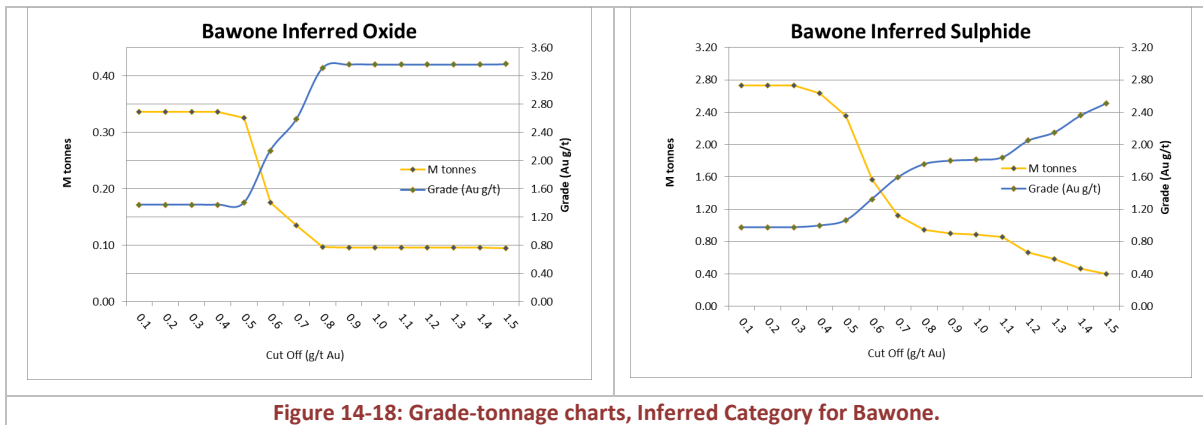 Bawone Inferred Oxide
M tonnes
0.40
0.30
0.20
0.10
0.00
3.60
3.20
2.80
2.40
2.00
1.60
1.20
0.80
0.40
0.00
Grade (Au g/t)
M tonnes
Grade (Au g/t)
0.1 0.2 0.3 0.4 0.5 0.6 0.7 0.8 0.9 1.0 1.1 1.2 1.3 1.4 1.5
Cut Off (g/t Au)
Bawone Inferred Sulphide
M tonnes
3.20
2.80
2.40
2.00
1.60
1.20
0.80
0.40
0.00
3.20
2.80
2.40
2.00
1.60
1.20
0.80
0.40
0.00
Grade (Au g/t)
M tonnes
Grade (Au g/t)
0.1 0.2 0.3 0.4 0.5 0.6 0.7 0.8 0.9 1.0 1.1 1.2 1.3 1.4 1.5
Cut Off (g/t Au)
Figure 14-18: Grade-tonnage charts, Inferred Category for Bawone.